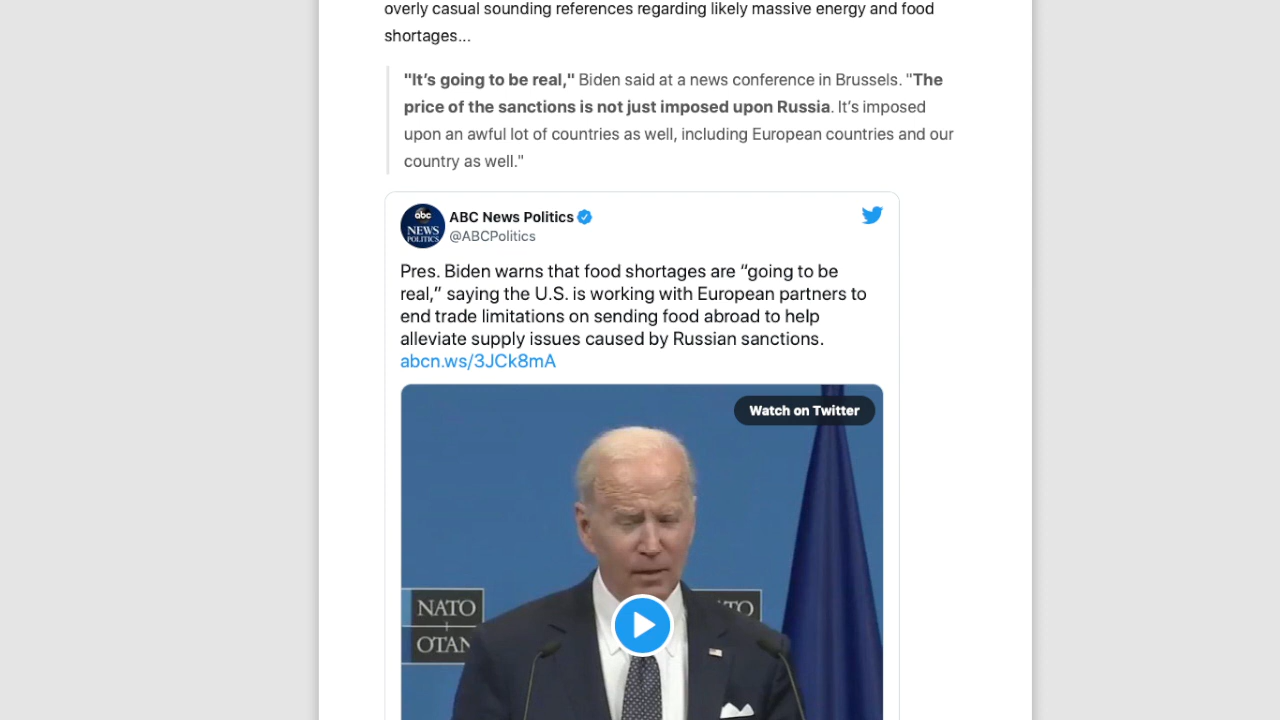 overly casual sounding references regarding likely massive energy and food
shortages...
"It’s going to be real," Biden said at a news conference in Brussels. "The
price of the sanctions is not just imposed upon Russia. It’s imposed
upon an awful lot of countries as well, including European countries and our
country as well."
abc
NEWS
POLITICS
ABC News Politics
@ABCPolitics
Pres. Biden warns that food shortages are “going to be
real,” saying the U.S. is working with European partners to
end trade limitations on sending food abroad to help
alleviate supply issues caused by Russian sanctions.
abcn.ws/3JCk8mA
Watch on Twitter
NATO
OTAN
TO